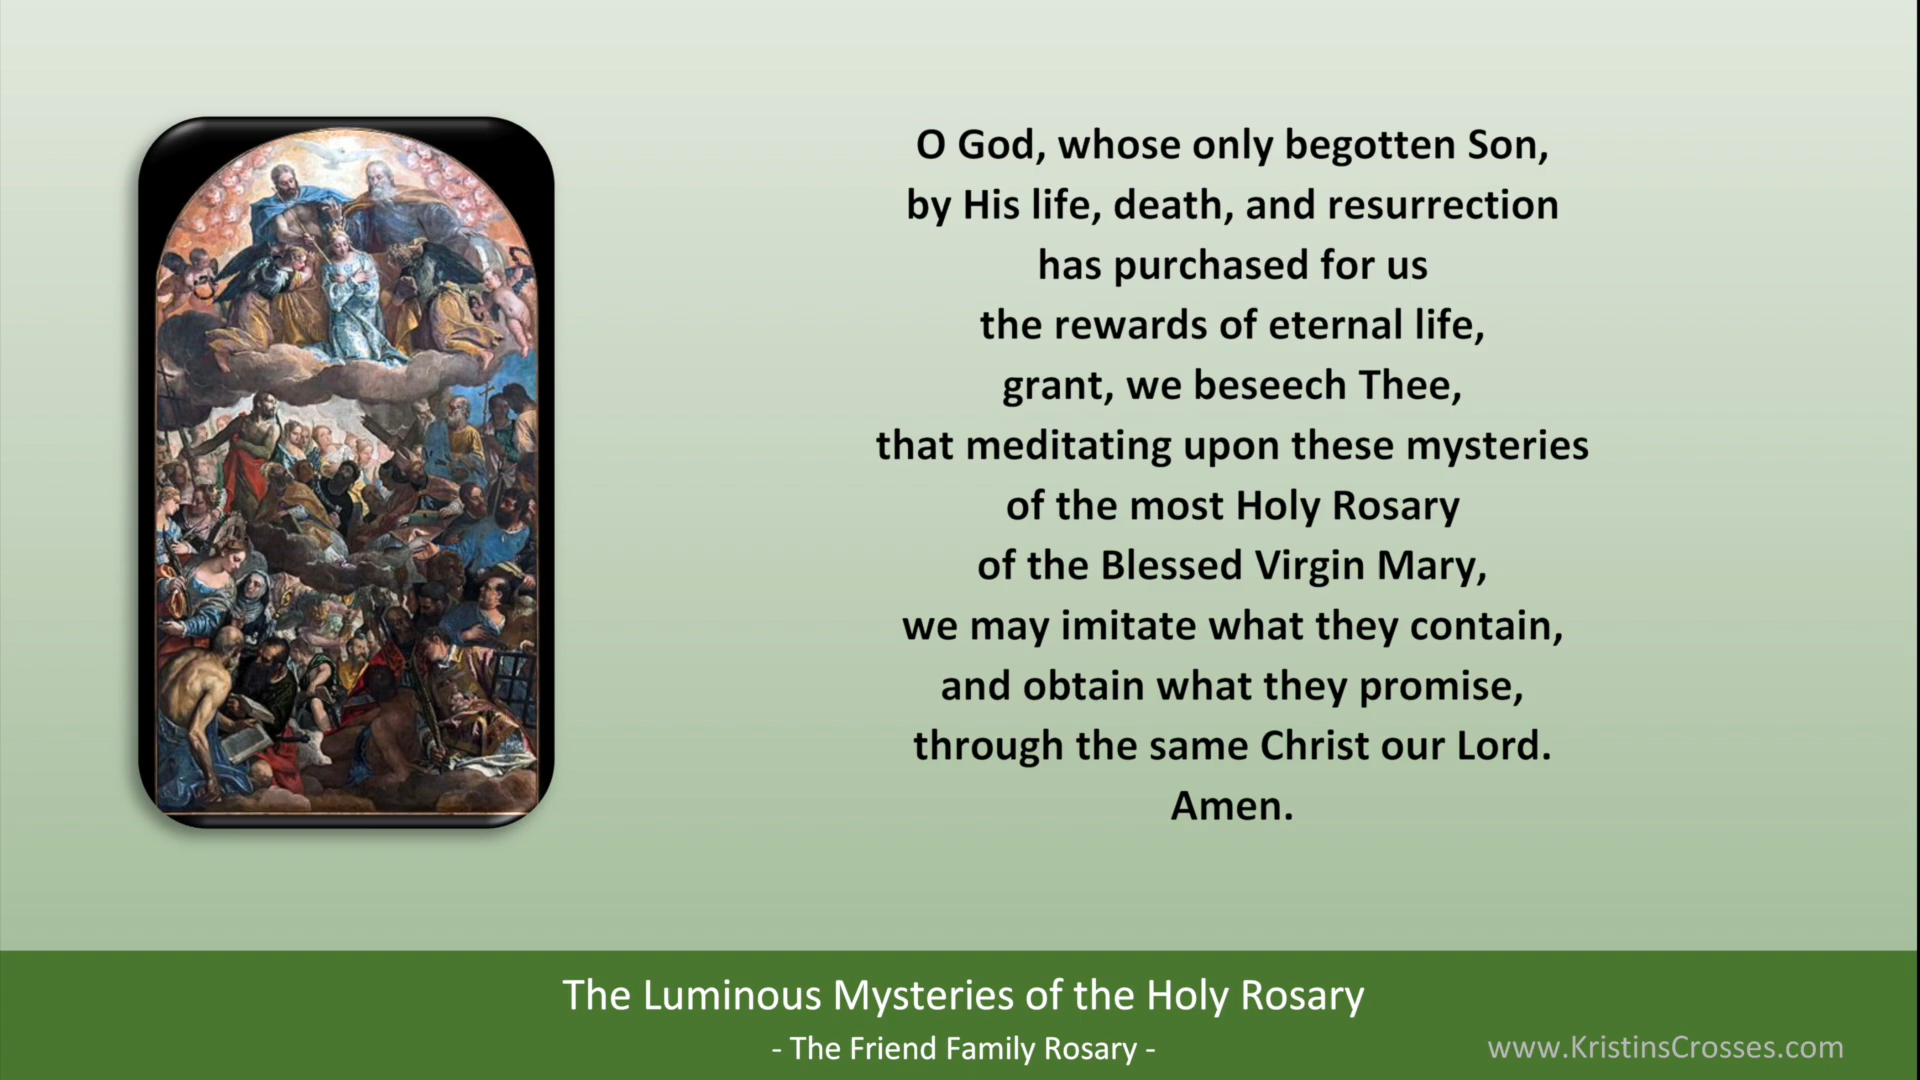 O God, whose only begotten Son,
by His life, death, and resurrection
has purchased for us
the rewards of eternal life,
grant, we beseech Thee,
that meditating upon these mysteries
of the most Holy Rosary
of the Blessed Virgin Mary,
we may imitate what they contain,
and obtain what they promise,
through the same Christ our Lord.
Amen.
The Luminous Mysteries of the Holy Rosary
- The Friend Family Rosary -
www.KristinsCrosses.com